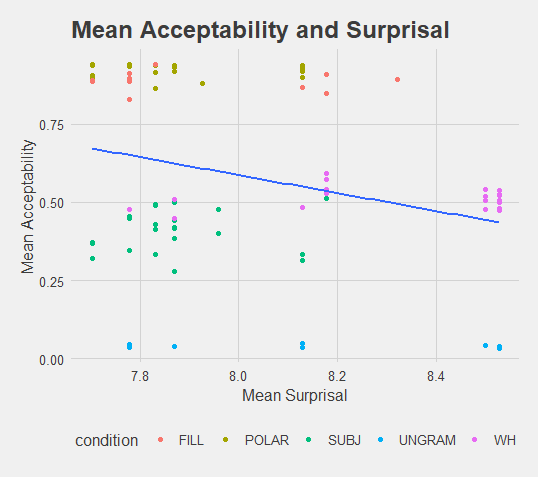 Mean Acceptability and Surprisal
Mean Acceptability
0.75
0.50
0.25
0.00
7.8 8.0 8.2 8.4
Mean Surprisal
condition FILL POLAR SUBJ UNGRAM WH